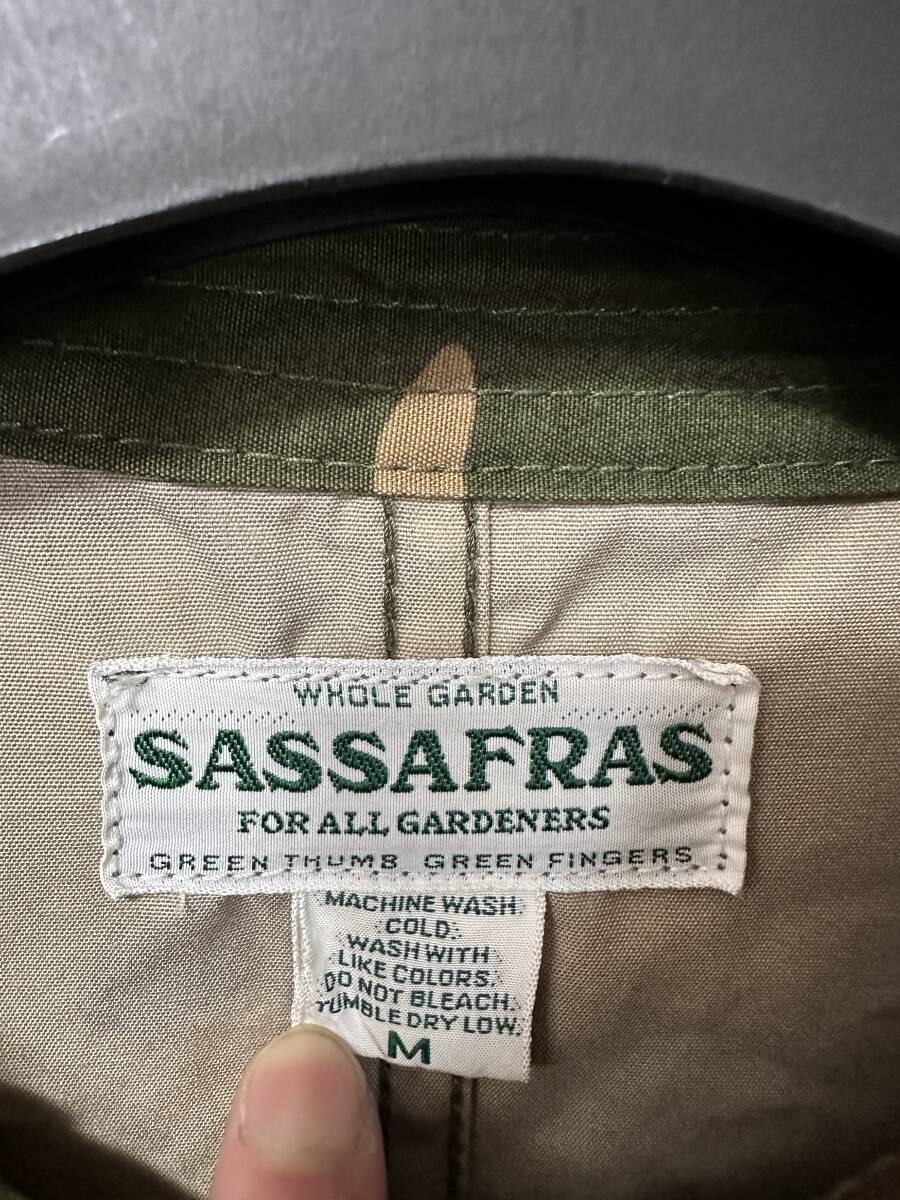 WHOLE GARDEN
SASSAFRAS
FOR ALL GARDENERS
GREEN THUMB GREEN FINGERS
MACHINE WASH
COLD.
WASH WITH
LIKE COLORS.
DO NOT BLEACH.
TUMBLE DRY LOW.
M